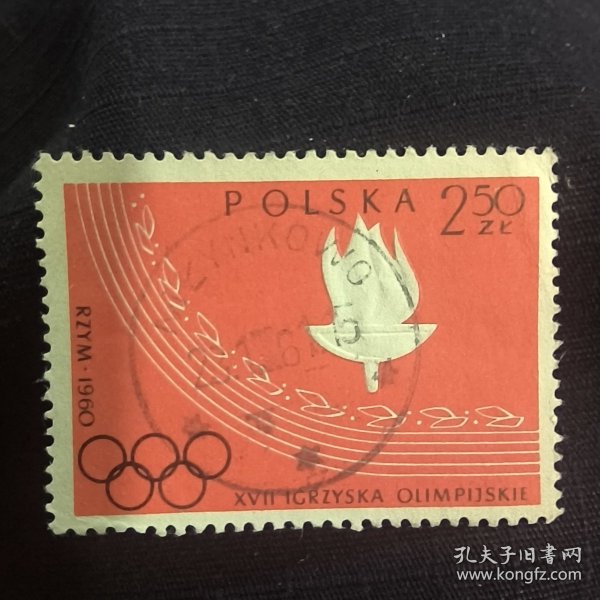 POLSKA 2 50
ZŁ
RZYM · 1960
XVII IGRZYSKA OLIMPIJSKIE
孔夫子旧书网
www.kongfz.com